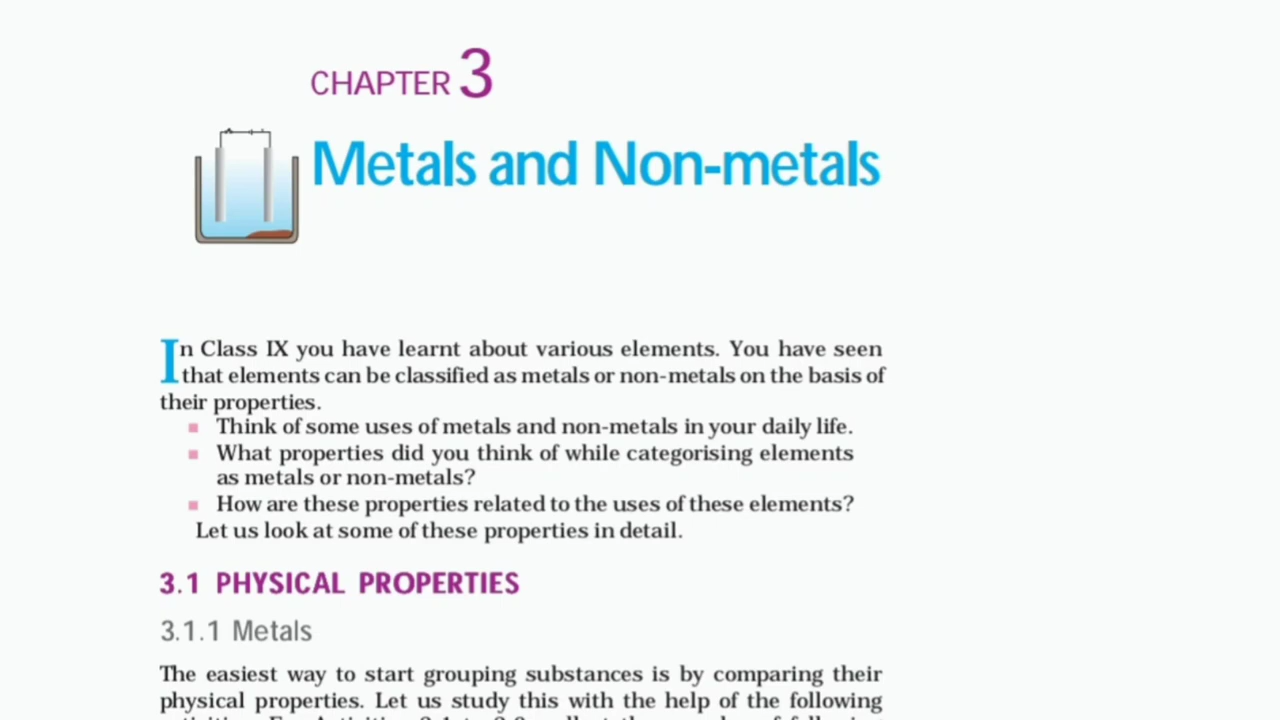 CHAPTER 3
Metals and Non-metals
In Class IX you have learnt about various elements. You have seen
that elements can be classified as metals or non-metals on the basis of
their properties.
Think of some uses of metals and non-metals in your daily life.
What properties did you think of while categorising elements
as metals or non-metals?
How are these properties related to the uses of these elements?
Let us look at some of these properties in detail.
3.1 PHYSICAL PROPERTIES
3.1.1 Metals
The easiest way to start grouping substances is by comparing their
physical properties. Let us study this with the help of the following